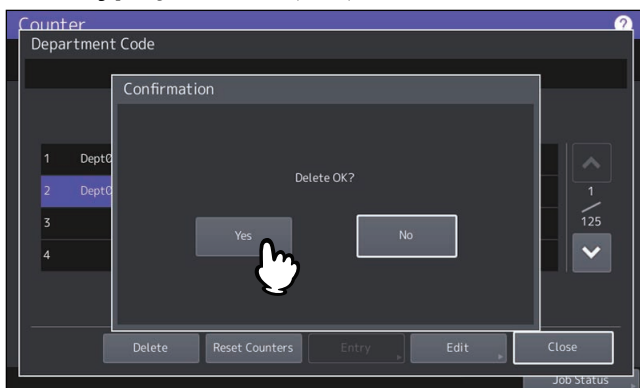 Counter
?
Department Code
Confirmation
1 Dept0
Delete OK?
2 Dept0
1
3
125
Yes
No
4
Delete
Reset Counters
Entry
Edit
Close
Job Status